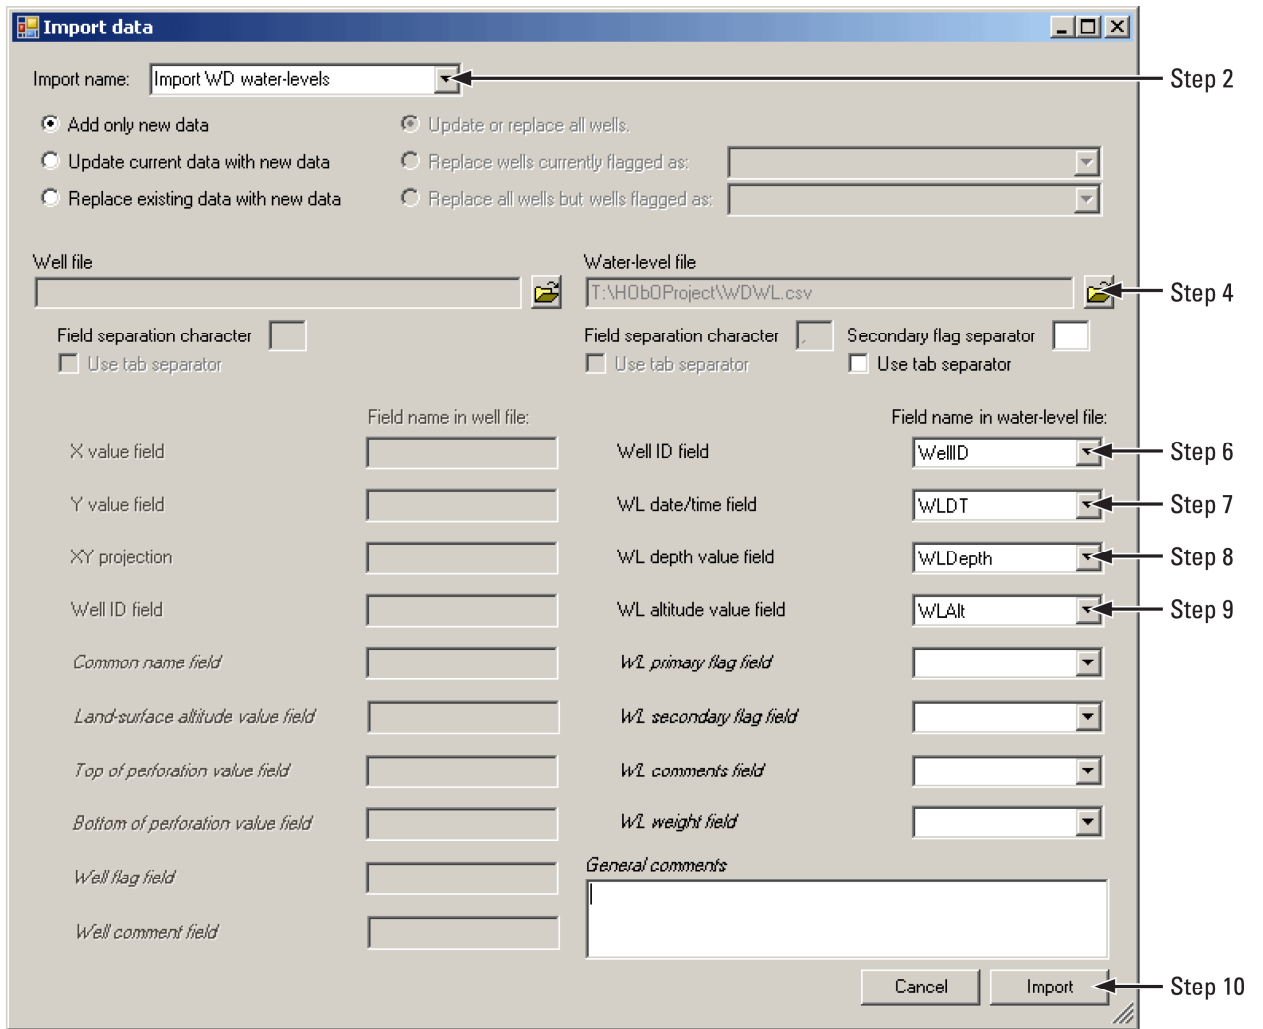 Import data
Import name: Import WD water-levels Step 2
Add only new data Update or replace all wells.
Update current data with new data Replace wells currently flagged as:
Replace existing data with new data Replace all wells but wells flagged as:
Well file Water-level file
T:\HObOProject\WDWL.csv Step 4
Field separation character Field separation character , Secondary flag separator
Use tab separator Use tab separator Use tab separator
Field name in well file: Field name in water-level file:
X value field Well ID field WellID Step 6
Y value field WL date/time field WLDT Step 7
XY projection WL depth value field WLDepth Step 8
Well ID field WL altitude value field WLAlt Step 9
Common name field WL primary flag field
Land-surface altitude value field WL secondary flag field
Top of perforation value field WL comments field
Bottom of perforation value field WL weight field
General comments
Well flag field
Well comment field
Cancel Import Step 10